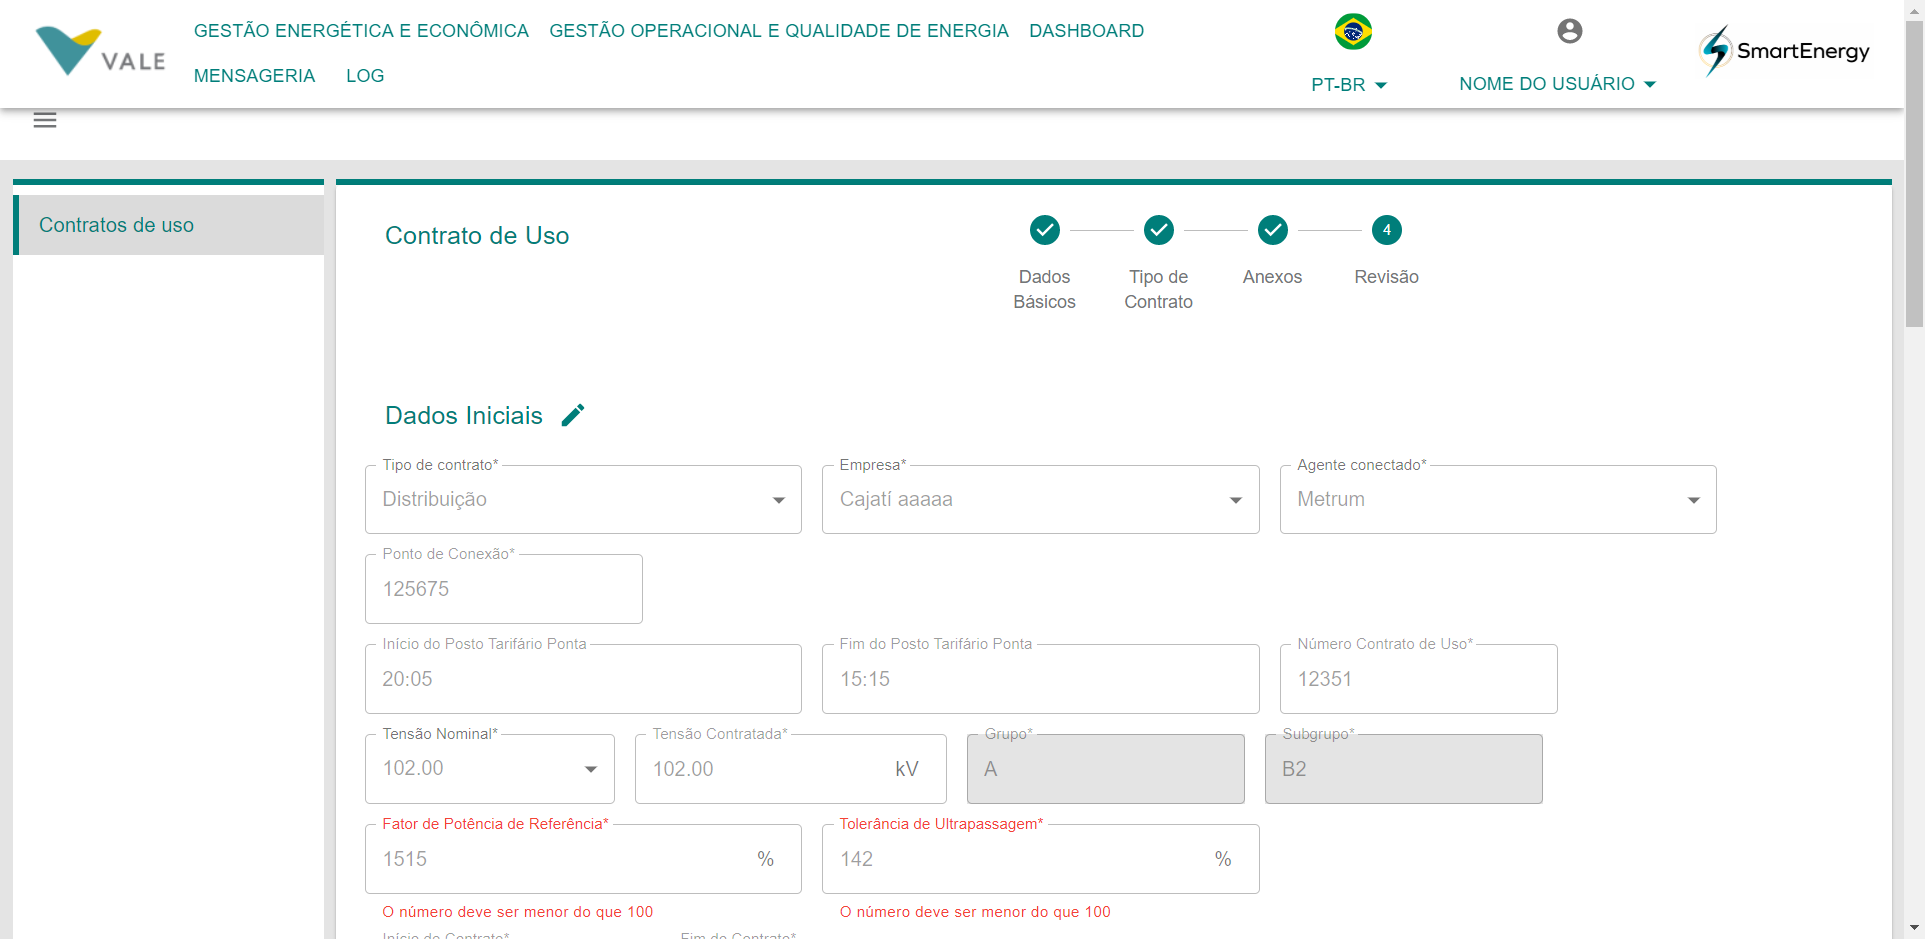 VALE
GESTÃO ENERGÉTICA E ECONÔMICA GESTÃO OPERACIONAL E QUALIDADE DE ENERGIA DASHBOARD
MENSAGERIA LOG
PT-BR
NOME DO USUÁRIO
SmartEnergy
Contratos de uso
Contrato de Uso
4
Dados Básicos
Tipo de Contrato
Anexos
Revisão
Dados Iniciais
Tipo de contrato* Empresa* Agente conectado*
Distribuição Cajatí aaaaa Metrum
Ponto de Conexão*
125675
Início do Posto Tarifário Ponta Fim do Posto Tarifário Ponta Número Contrato de Uso*
20:05 15:15 12351
Tensão Nominal* Tensão Contratada* Grupo* Subgrupo*
102.00 102.00 kV A B2
Fator de Potência de Referência* Tolerância de Ultrapassagem*
1515 % 142 %
O número deve ser menor do que 100 O número deve ser menor do que 100
Início do Contrato* Fim do Contrato*